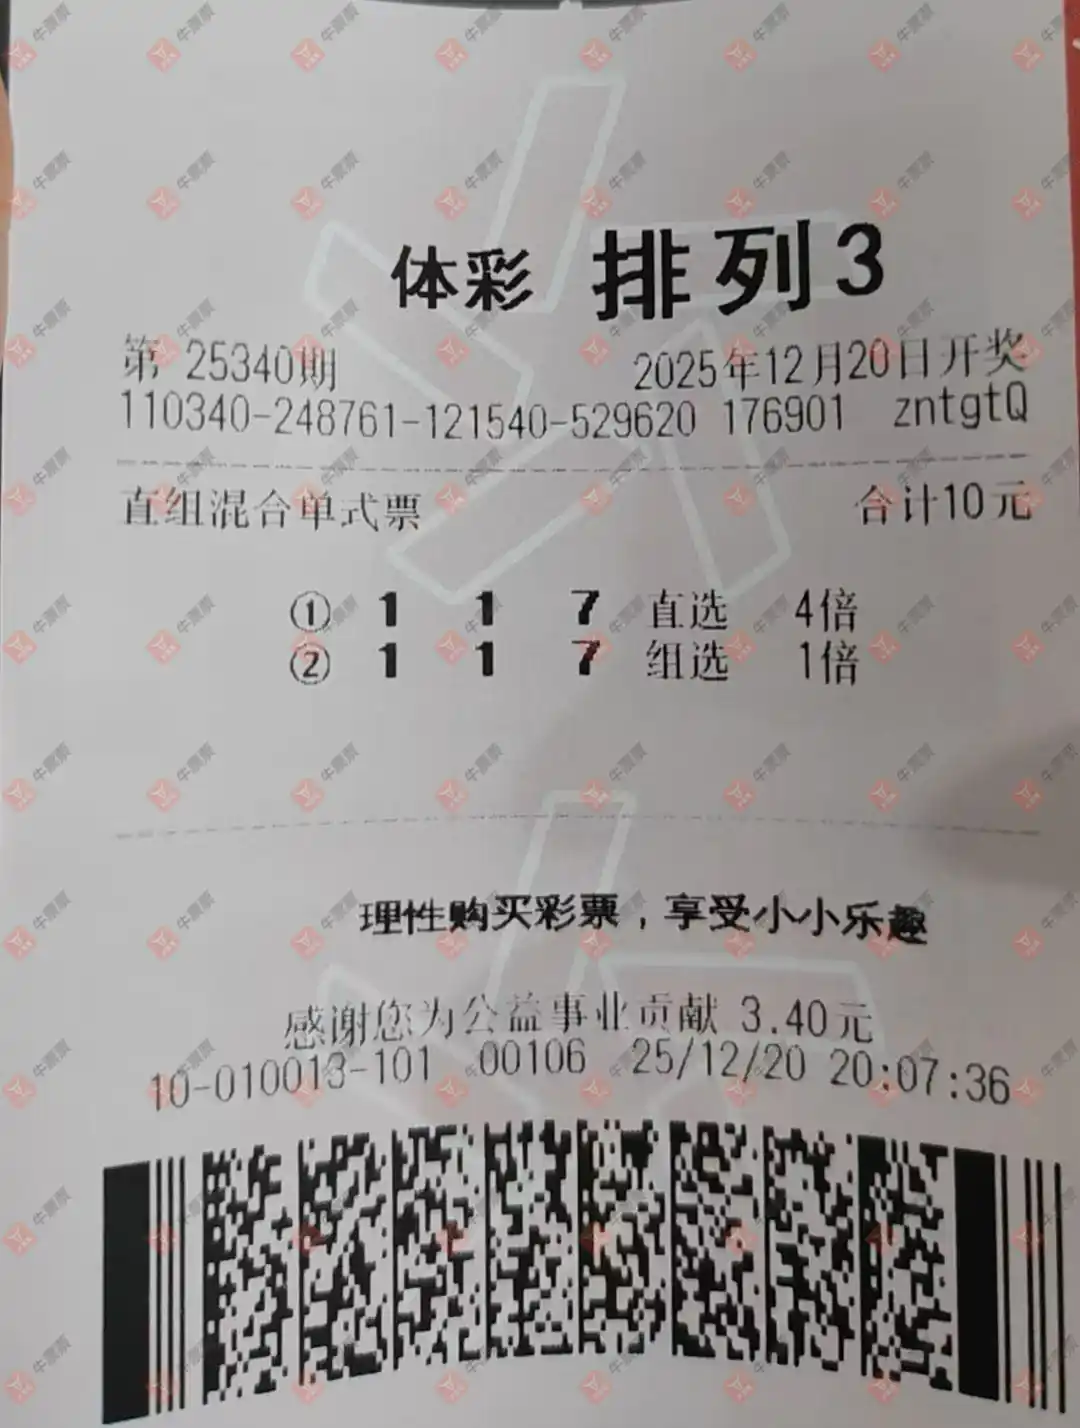 体彩 排列3
第 25340期 2025年12月20日开奖
110340-248761-121540-529620 176901 zntgtQ
直组混合单式票 合计10元
① 1 1 7 直选 4倍
② 1 1 7 组选 1倍
理性购买彩票，享受小小乐趣
感谢您为公益事业贡献 3.40元
10-010013-101 00106 25/12/20 20:07:36
牛票票